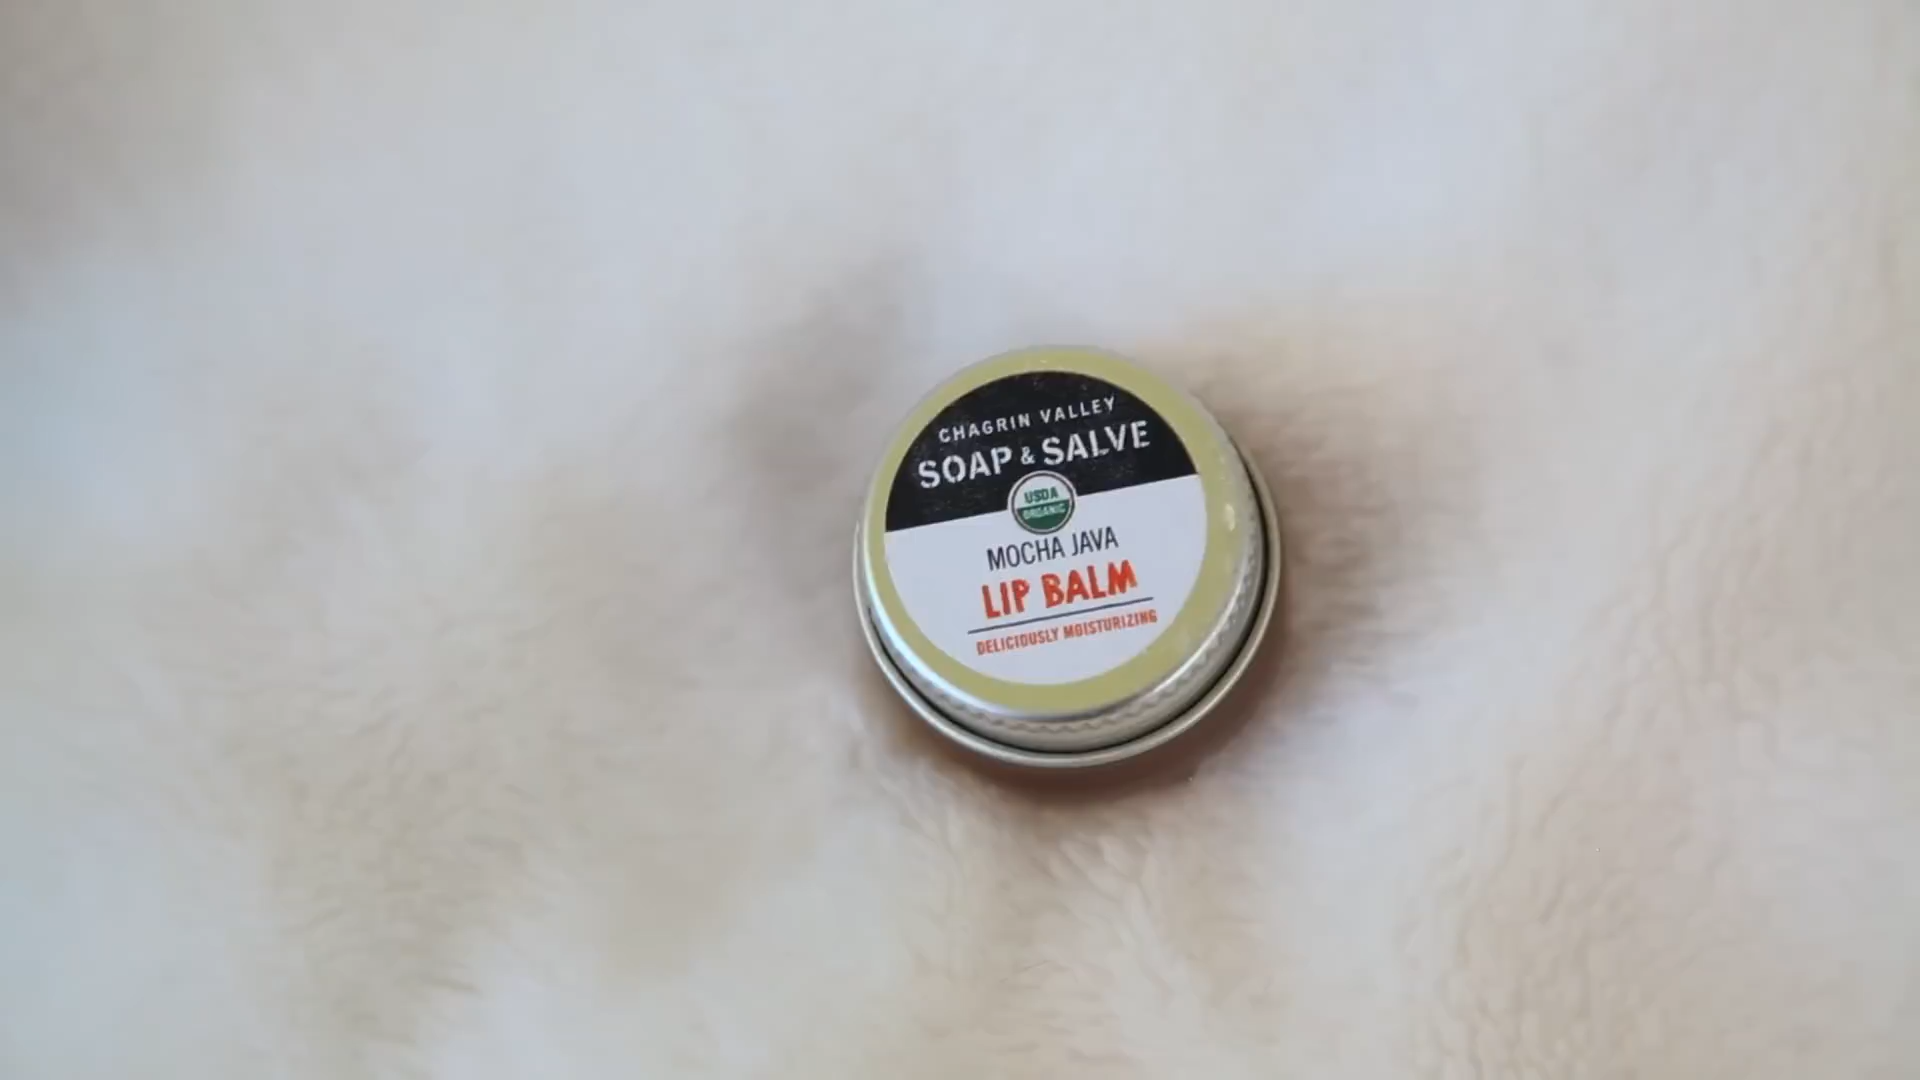 CHAGRIN VALLEY
SOAP & SALVE
USDA
ORGANIC
MOCHA JAVA
LIP BALM
DELICIOUSLY MOISTURIZING